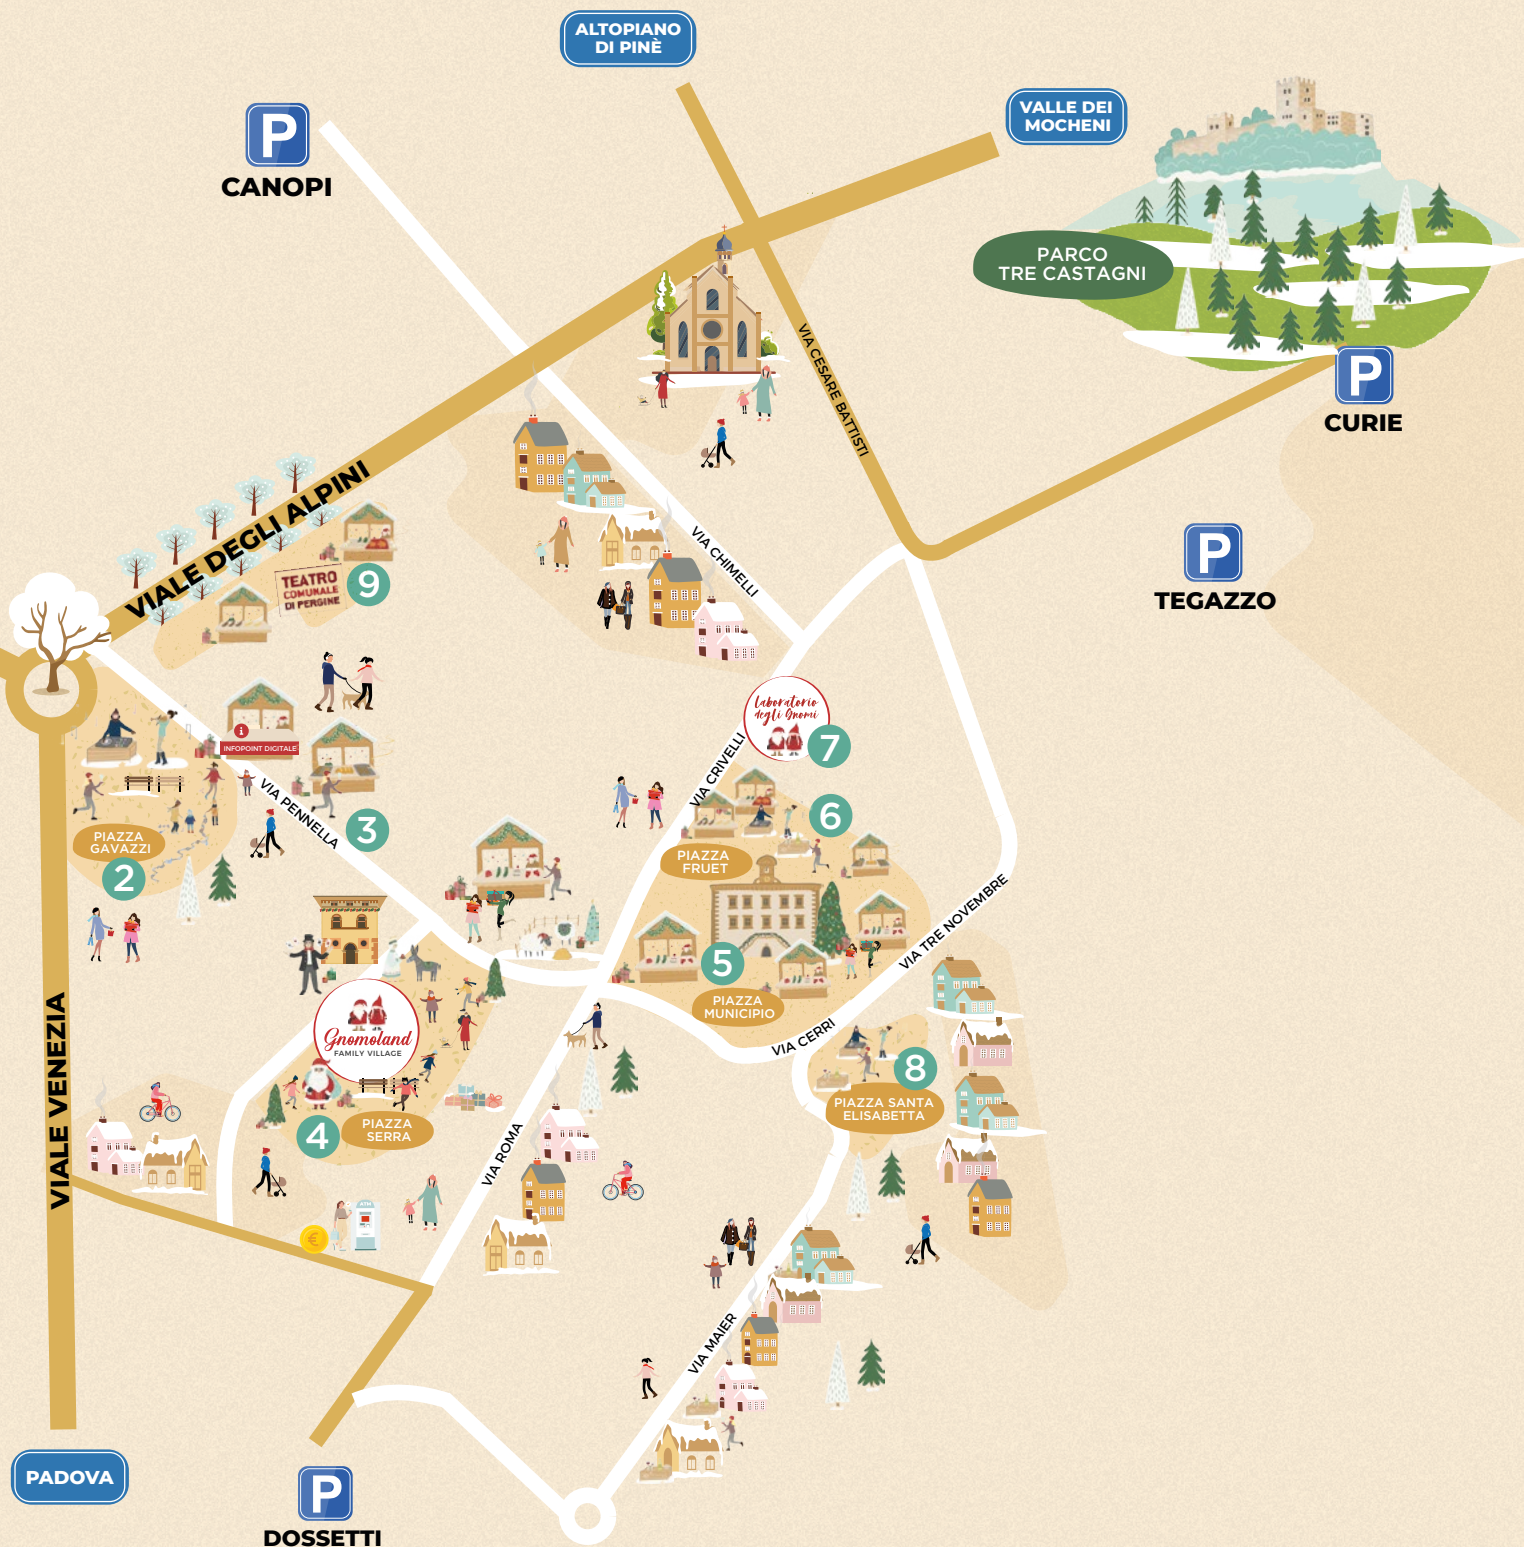 ALTOPIANO
DI PINÈ
VALLE DEI
MOCHENI
P
CANOPI
PARCO
TRE CASTAGNI
VIA CESARE BATTISTI
P
CURIE
VIALE DEGLI ALPINI
TEATRO
COMUNALE
DI PERGINE
9
VIA CHIMELLI
P
TEGAZZO
i
INFOPOINT DIGITALE
Laboratorio
degli Gnomi
7
VIA CRIVELLI
VIA PENNELLA
3
6
PIAZZA
GAVAZZI
2
PIAZZA
FRUET
VIA TRE NOVEMBRE
5
PIAZZA
MUNICIPIO
VIA CERRI
Gnomoland
FAMILY VILLAGE
8
PIAZZA SANTA
ELISABETTA
4
PIAZZA
SERRA
VIALE VENEZIA
VIA ROMA
ATM
€
VIA MAIER
PADOVA
P
DOSSETTI